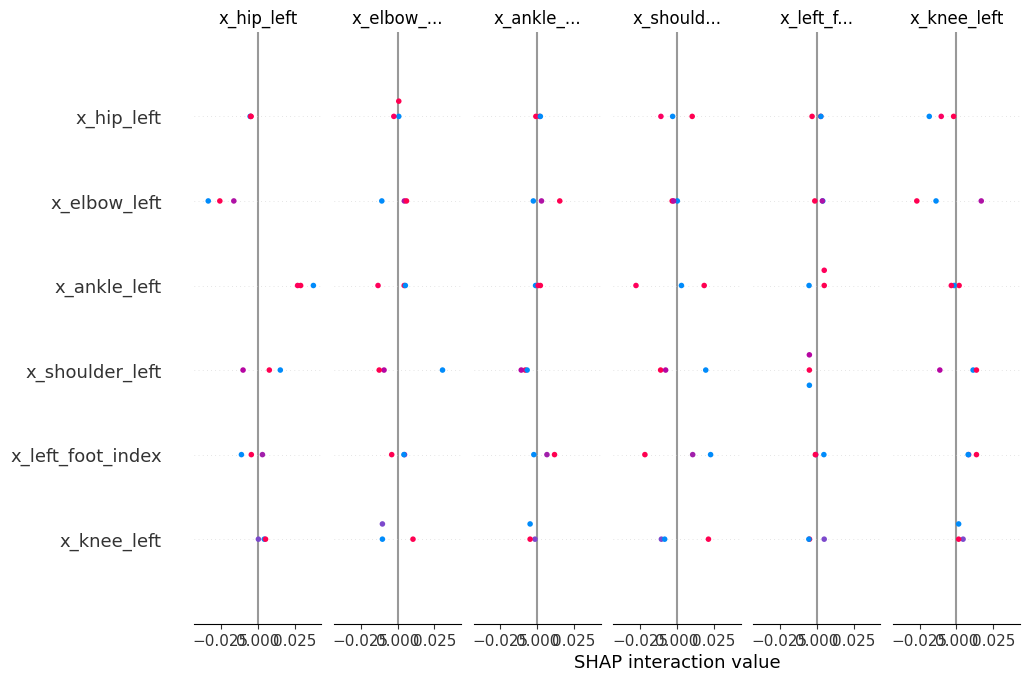 x_hip_left
x_elbow_...
x_ankle_...
x_should...
x_left_f...
x_knee_left
x_hip_left
x_elbow_left
x_ankle_left
x_shoulder_left
x_left_foot_index
x_knee_left
−0.025 0.000 0.025
−0.025 0.000 0.025
−0.025 0.000 0.025
−0.025 0.000 0.025
−0.025 0.000 0.025
−0.025 0.000 0.025
SHAP interaction value